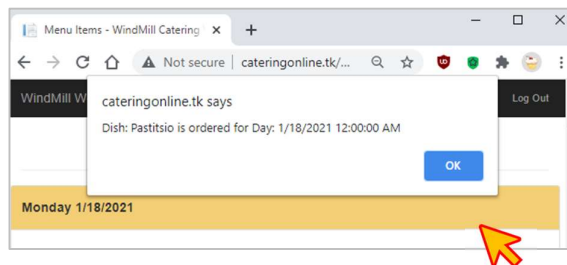 Menu Items - WindMill Catering
Not secure | cateringonline.tk/...
WindMill W
Log Out
cateringonline.tk says
Dish: Pastitsio is ordered for Day: 1/18/2021 12:00:00 AM
OK
Monday 1/18/2021